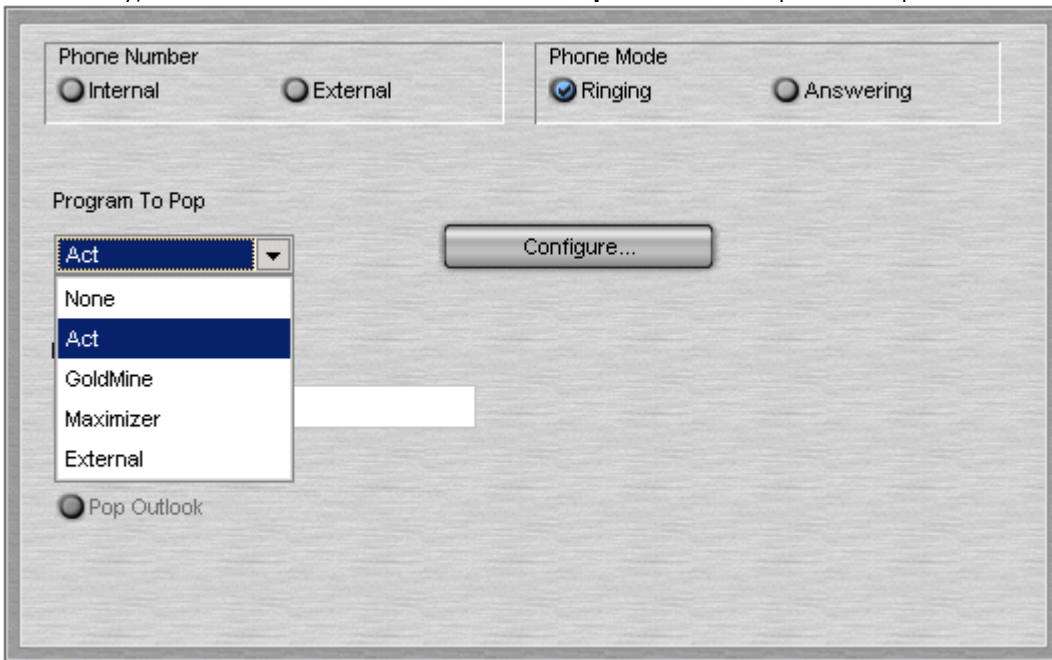 Phone Number
Internal External
Phone Mode
Ringing Answering
Program To Pop
Act
Configure...
None
Act
GoldMine
Maximizer
External
Pop Outlook